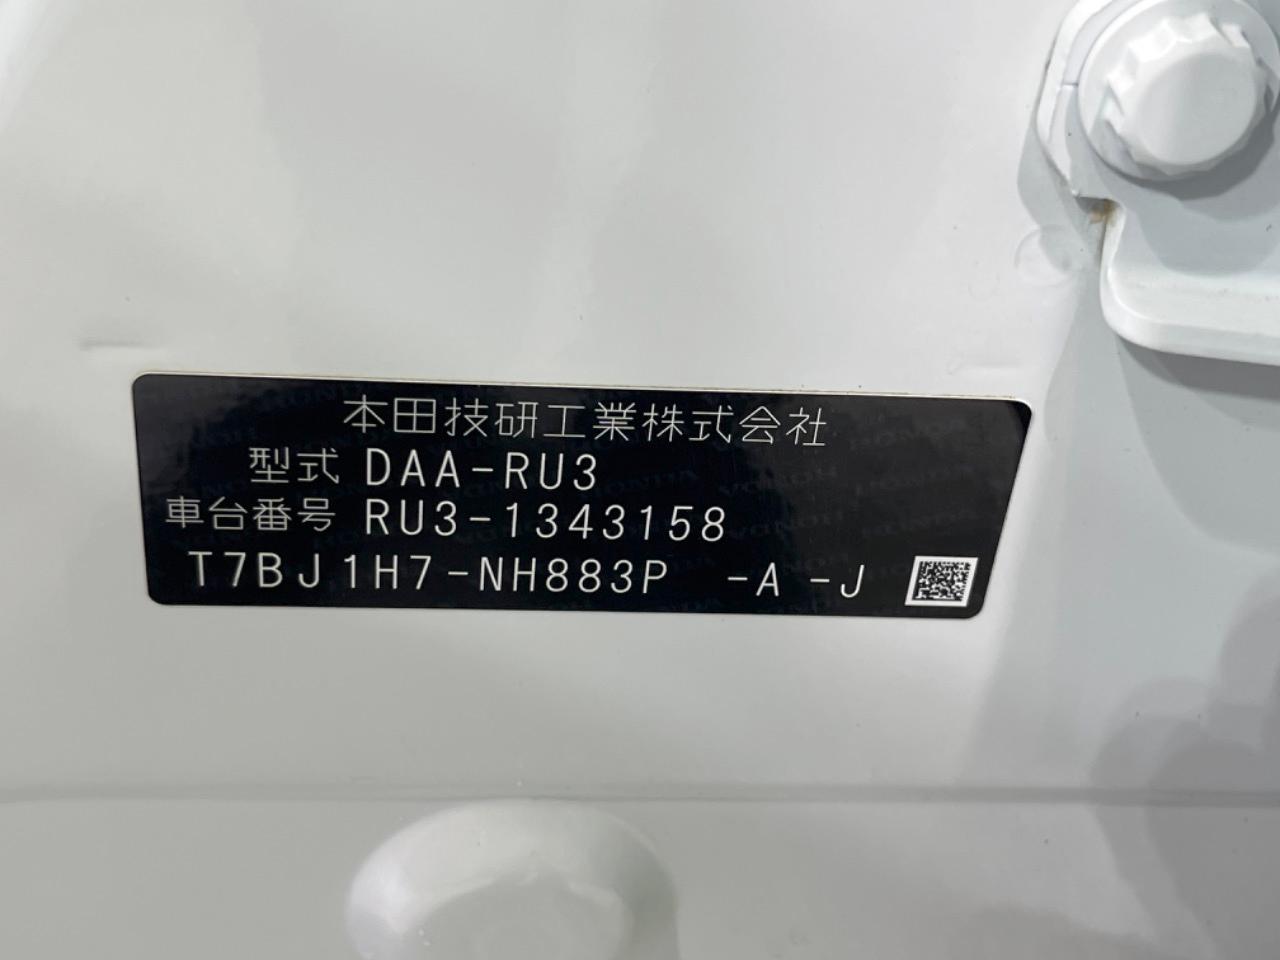 本田技研工業株式会社
型式 DAA-RU3
車台番号 RU3-1343158
T7BJ1H7-NH883P -A -J